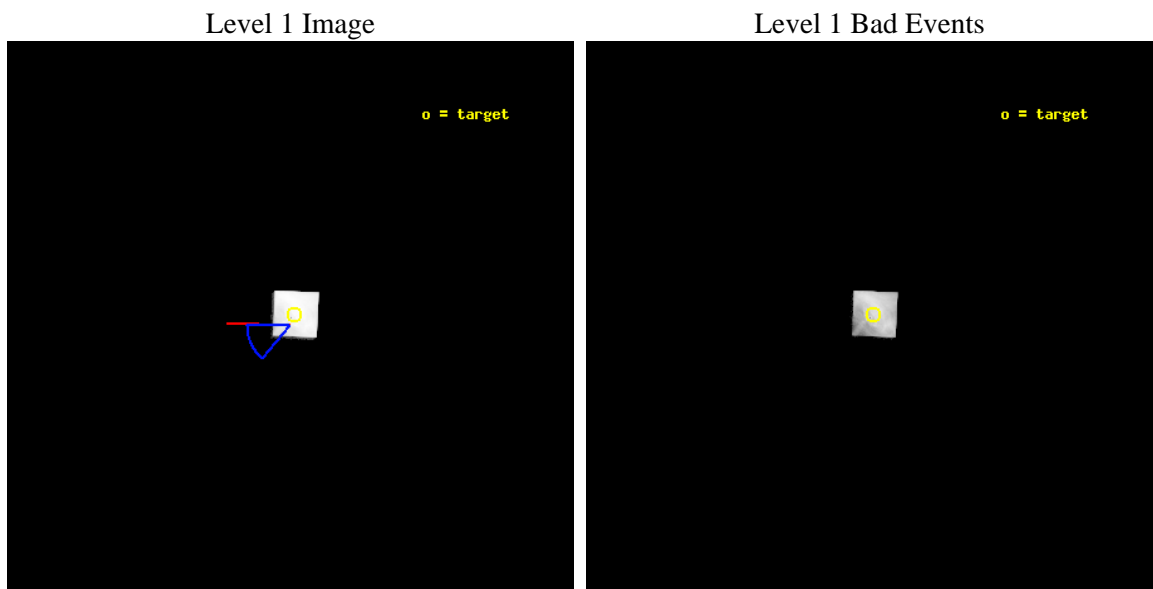 Level 1 Image
Level 1 Bad Events
o = target
o = target